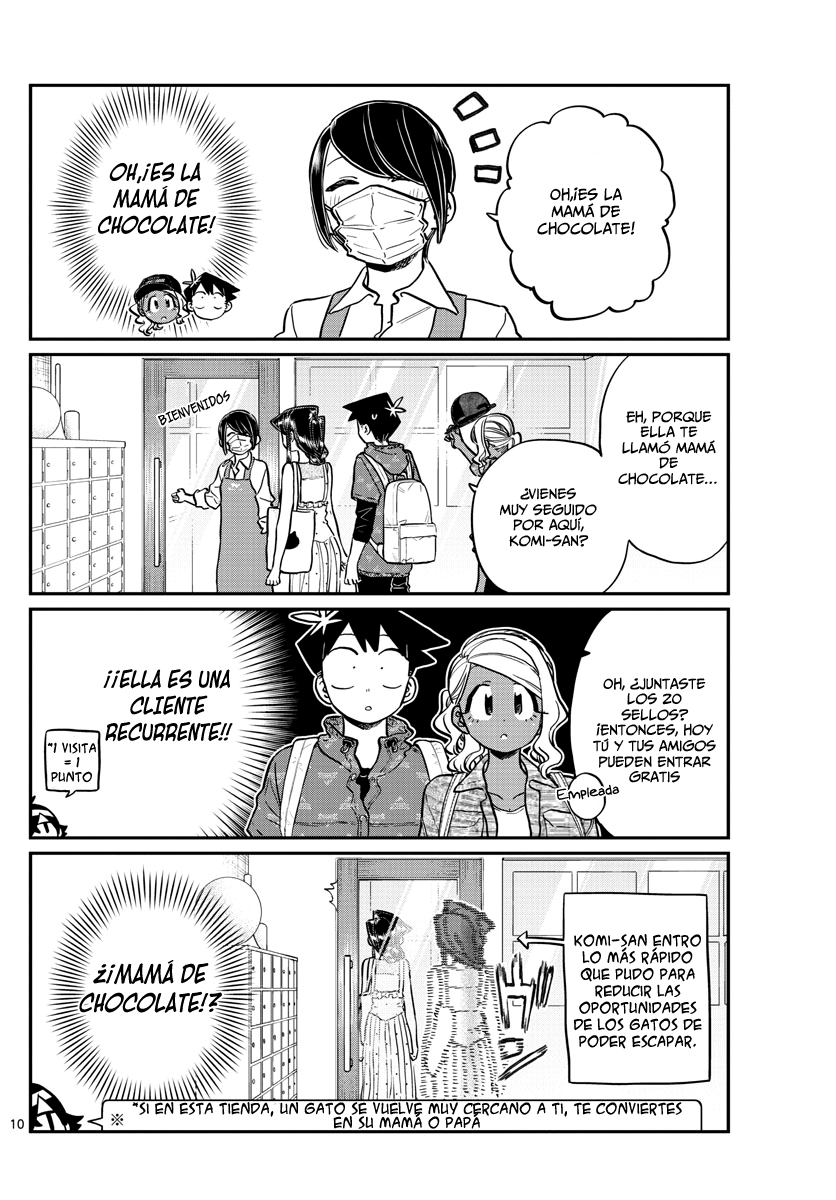 OH,¡ES LA
MAMÁ DE
CHOCOLATE!
OH,¡ES LA
MAMÁ DE
CHOCOLATE!
EH, PORQUE
ELLA TE
LLAMÓ MAMÁ
DE
CHOCOLATE...
¿VIENES
MUY SEGUIDO
POR AQUÍ,
KOMI-SAN?
BIENVENIDOS
OH, ¿JUNTASTE
LOS 20
SELLOS?
¡ENTONCES, HOY
TÚ Y TUS AMIGOS
PUEDEN ENTRAR
GRATIS
Empleada
¡¡ELLA ES UNA
CLIENTE
RECURRENTE!!
"1 VISITA
= 1
PUNTO
KOMI-SAN ENTRO
LO MÁS RÁPIDO
QUE PUDO PARA
REDUCIR LAS
OPORTUNIDADES
DE LOS GATOS DE
PODER ESCAPAR.
¿¡MAMÁ DE
CHOCOLATE!?
※ "SI EN ESTA TIENDA, UN GATO SE VUELVE MUY CERCANO A TI, TE CONVIERTES
EN SU MAMÁ O PAPÁ
10